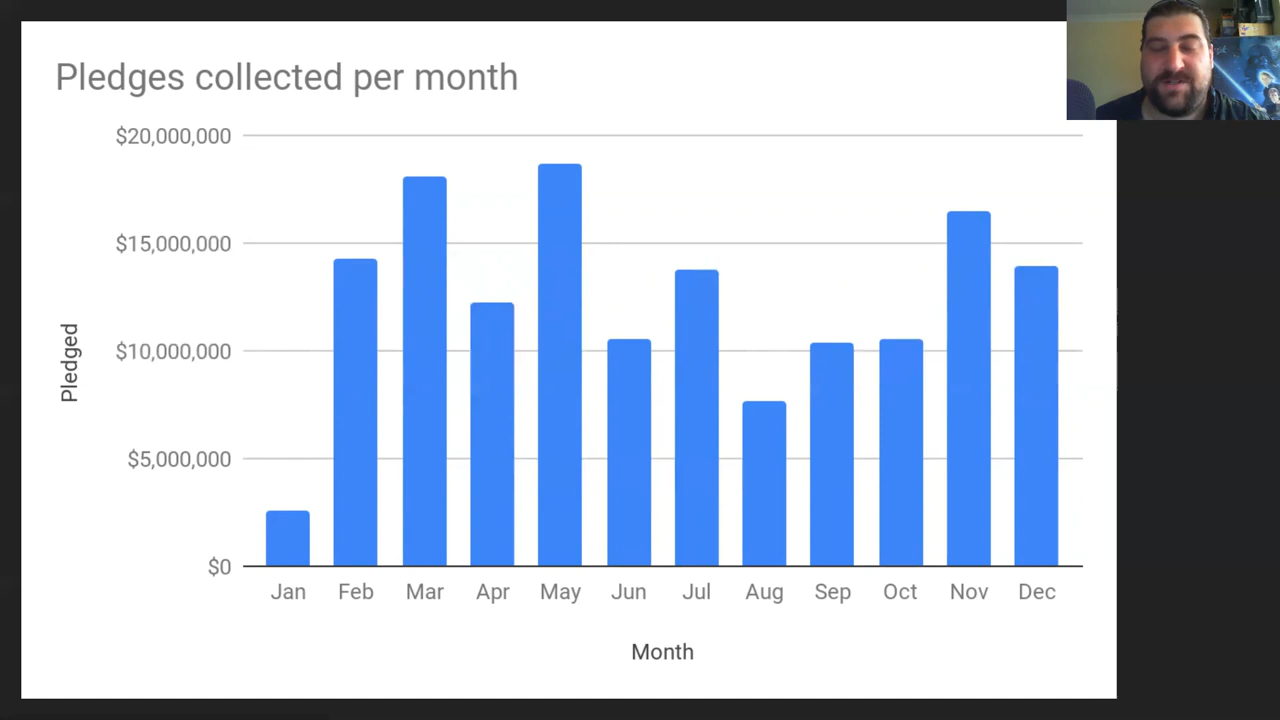 Pledges collected per month
$20,000,000
$15,000,000
$10,000,000
$5,000,000
$0
Pledged
Jan Feb Mar Apr May Jun Jul Aug Sep Oct Nov Dec
Month